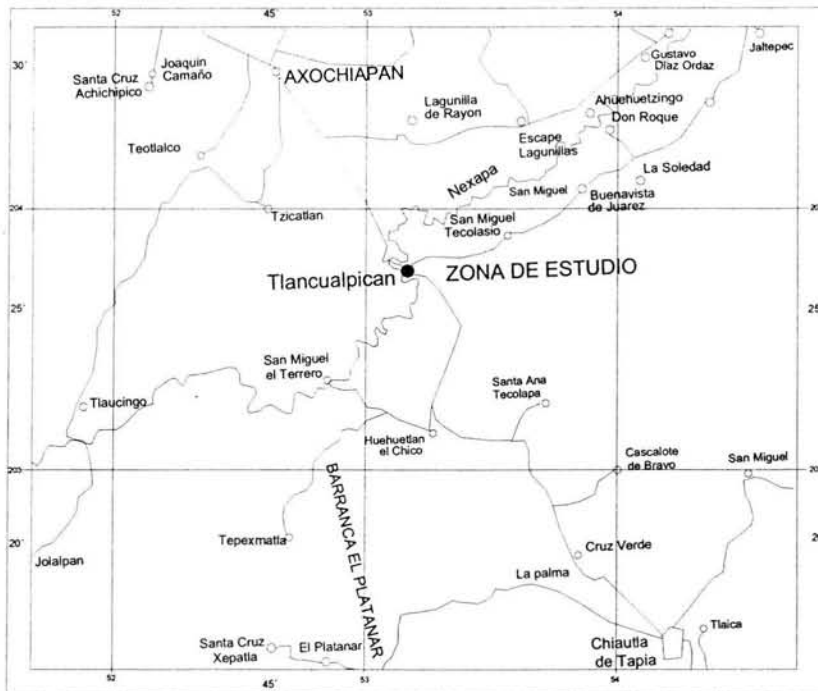 52
45´
53
54
30´
Joaquin
Camaño
Santa Cruz
Achichipico
AXOCHIAPAN
Gustavo
Díaz Ordaz
Jaltepec
Lagunilla
de Rayon
Ahuehuetzingo
Don Roque
Escape
Lagunillas
Teotlalco
Nexapa
La Soledad
San Miguel
Buenavista
de Juarez
204
Tzicatlan
San Miguel
Tecolasio
20
Tlancualpican
ZONA DE ESTUDIO
25´
25´
San Miguel
el Terrero
Santa Ana
Tecolapa
Tlaucingo
Huehuetlan
el Chico
Cascalote
de Bravo
San Miguel
203
20
BARRANCA EL PLATANAR
20´
Tepexmatla
20´
Jolalpan
Cruz Verde
La palma
Santa Cruz
Xepatla
El Platanar
Chiautla
de Tapia
Tlaica
52
45´
53
54